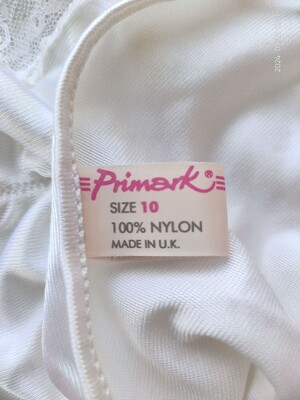 Primark®
SIZE 10
100% NYLON
MADE IN U.K.